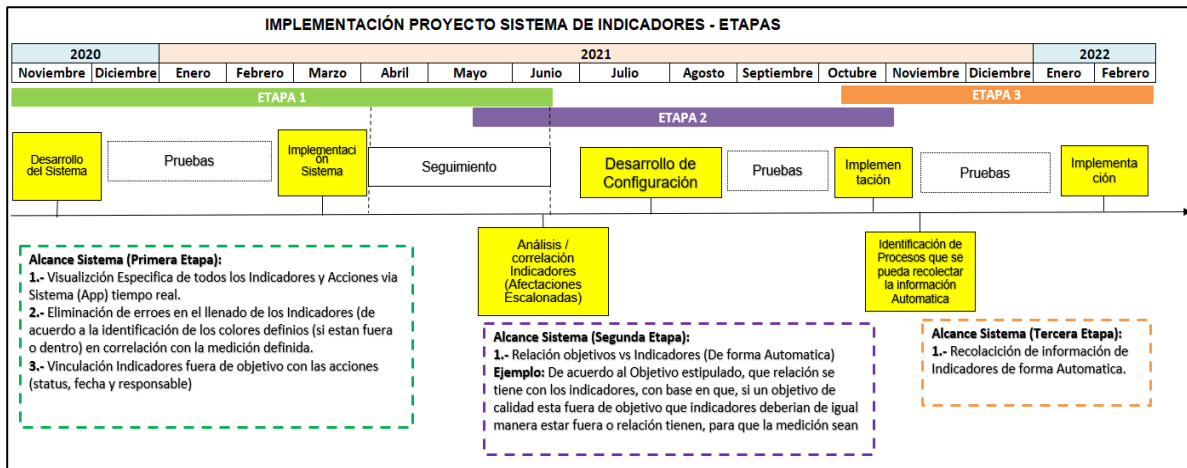 IMPLEMENTACIÓN PROYECTO SISTEMA DE INDICADORES - ETAPAS
2020 2021 2022
Noviembre Diciembre Enero Febrero Marzo Abril Mayo Junio Julio Agosto Septiembre Octubre Noviembre Diciembre Enero Febrero
ETAPA 1
ETAPA 3
ETAPA 2
Desarrollo
del Sistema
Pruebas
Implementaci
ón
Sistema
Seguimiento
Desarrollo de
Configuración
Pruebas
Implemen
tación
Pruebas
Implementa
ción
Análisis /
correlación
Indicadores
(Afectaciones
Escalonadas)
Identificación de
Procesos que se
pueda recolectar
la información
Automatica
Alcance Sistema (Primera Etapa):
1.- Visualizción Especifica de todos los Indicadores y Acciones via
Sistema (App) tiempo real.
2.- Eliminación de erroes en el llenado de los Indicadores (de
acuerdo a la identificación de los colores definios (si estan fuera
o dentro) en correlación con la medición definida.
3.- Vinculación Indicadores fuera de objetivo con las acciones
(status, fecha y responsable)
Alcance Sistema (Segunda Etapa):
1.- Relación objetivos vs Indicadores (De forma Automatica)
Ejemplo: De acuerdo al Objetivo estipulado, que relación se
tiene con los indicadores, con base en que, si un objetivo de
calidad esta fuera de objetivo que indicadores deberian de igual
manera estar fuera o relación tienen, para que la medición sean
Alcance Sistema (Tercera Etapa):
1.- Recolacición de información de
Indicadores de forma Automatica.